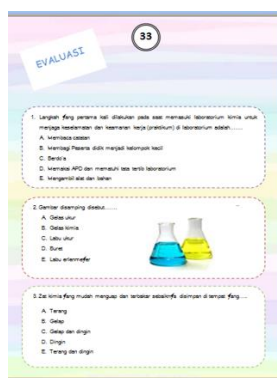 33
EVALUASI
1. Langkah yang pertama kali dilakukan pada saat memasuki laboratorium kimia untuk
menjaga keselamatan dan keamanan kerja (praktikum) di laboratorium adalah.......
A. Membaca catatan
B. Membagi Peserta didik menjadi kelompok kecil
C. Berdo'a
D. Memakai APD dan mematuhi tata tertib laboratorium
E. Mengambil alat dan bahan
2. Gambar disamping disebut.......
A. Gelas ukur
B. Gelas kimia
C. Labu ukur
D. Buret
E. Labu erlenmeyer
3. Zat kimia yang mudah menguap dan terbakar sebaiknya disimpan di tempat yang.....
A. Terang
B. Gelap
C. Gelap dan dingin
D. Dingin
E. Terang dan dingin